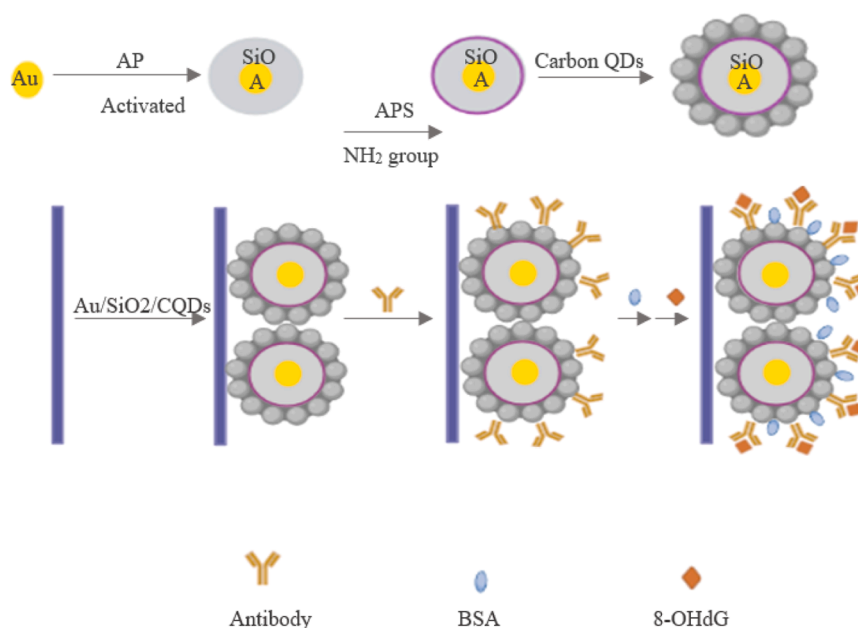 Au
AP
Activated
SiO
A
APS
NH₂ group
SiO
A
Carbon QDs
SiO
A
Au/SiO2/CQDs
Antibody
BSA
8-OHdG